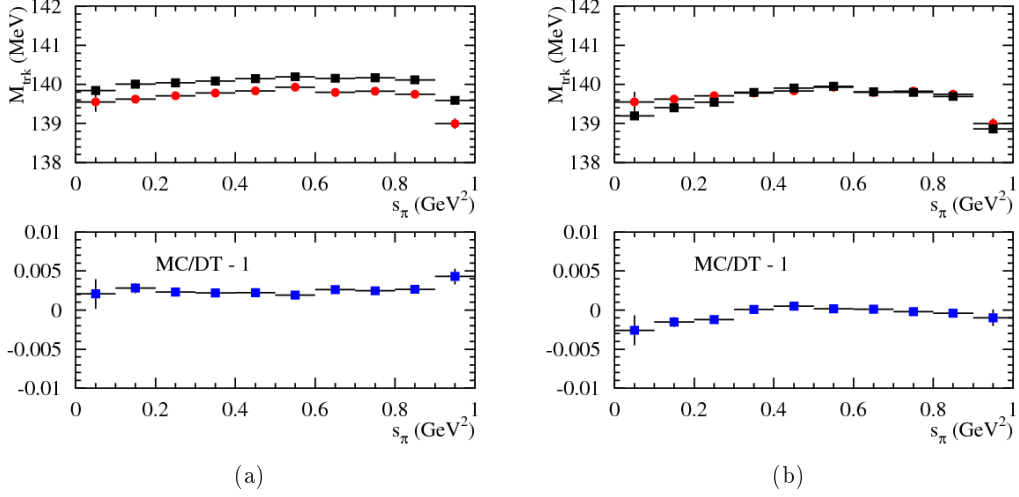 M_trk (MeV)
142
141
140
139
138
0 0.2 0.4 0.6 0.8 1
s_π (GeV²)
0.01
0.005
0
-0.005
-0.01
MC/DT - 1
0 0.2 0.4 0.6 0.8 1
s_π (GeV²)
(a)
M_trk (MeV)
142
141
140
139
138
0 0.2 0.4 0.6 0.8 1
s_π (GeV²)
0.01
0.005
0
-0.005
-0.01
MC/DT - 1
0 0.2 0.4 0.6 0.8 1
s_π (GeV²)
(b)